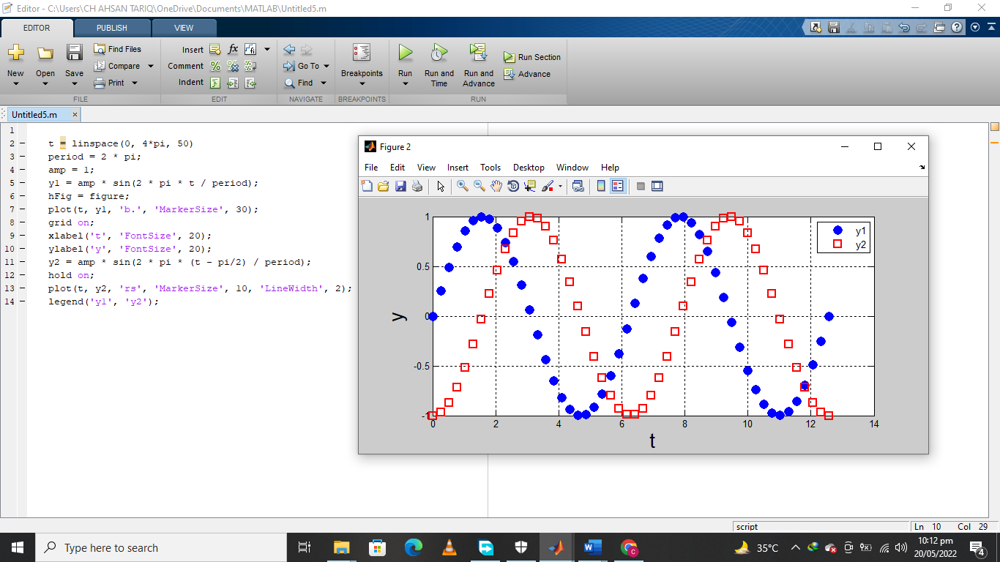 Editor - C:\Users\CH AHSAN TARIQ\OneDrive\Documents\MATLAB\Untitled5.m
EDITOR PUBLISH VIEW
New Open Save Find Files Compare Print
Insert fx
Comment
Indent
Go To Find
Breakpoints
Run Run and Time Run and Advance Run Section Advance
FILE EDIT NAVIGATE BREAKPOINTS RUN
Untitled5.m ×
1
2 – t = linspace(0, 4*pi, 50)
3 – period = 2 * pi;
4 – amp = 1;
5 – y1 = amp * sin(2 * pi * t / period);
6 – hFig = figure;
7 – plot(t, y1, 'b.', 'MarkerSize', 30);
8 – grid on;
9 – xlabel('t', 'FontSize', 20);
10 – ylabel('y', 'FontSize', 20);
11 – y2 = amp * sin(2 * pi * (t - pi/2) / period);
12 – hold on;
13 – plot(t, y2, 'rs', 'MarkerSize', 10, 'LineWidth', 2);
14 – legend('y1', 'y2');
Figure 2
File Edit View Insert Tools Desktop Window Help
1
0.5
0
-0.5
-1
y
0 2 4 6 8 10 12 14
t
y1
y2
script Ln 10 Col 29
Type here to search
35°C
10:12 pm
20/05/2022
4